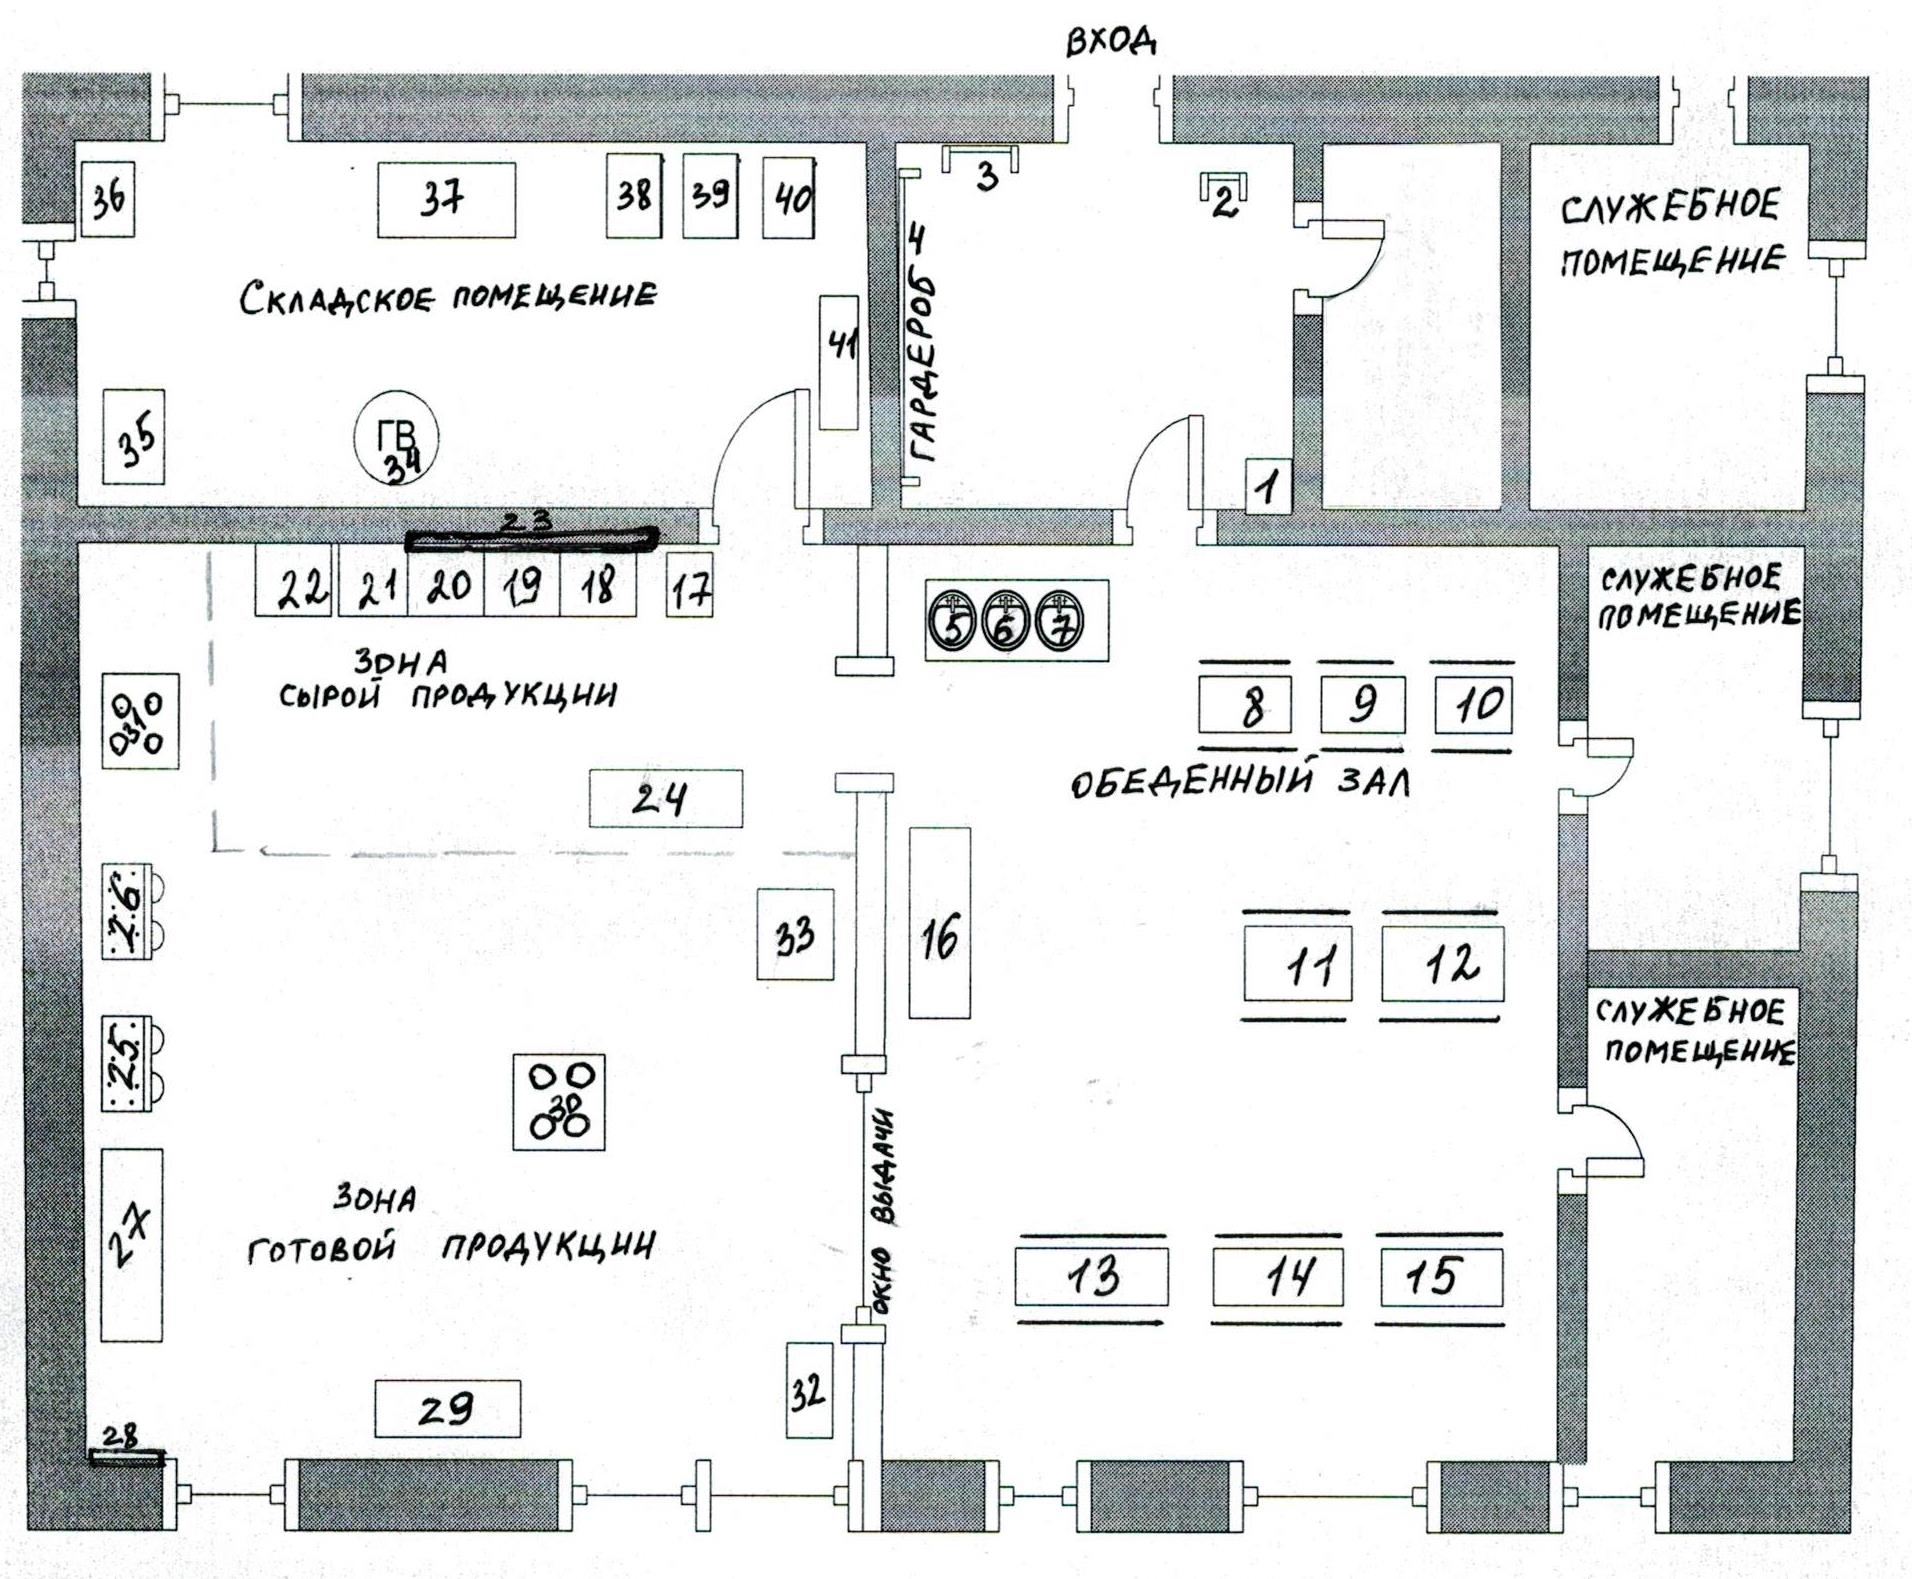 ВХОД
36
37
38
39
40
3
2
СЛУЖЕБНОЕ
ПОМЕЩЕНИЕ
СКЛАДСКОЕ ПОМЕЩЕНИЕ
41
ГАРДЕРОБ 4
35
ГВ
34
1
23
22
21
20
19
18
17
5
6
7
СЛУЖЕБНОЕ
ПОМЕЩЕНИЕ
ЗОНА
СЫРОЙ ПРОДУКЦИИ
31
8
9
10
24
ОБЕДЕННЫЙ ЗАЛ
26
33
16
11
12
СЛУЖЕБНОЕ
ПОМЕЩЕНИЕ
25
30
ОКНО ВЫДАЧИ
27
ЗОНА
ГОТОВОЙ ПРОДУКЦИИ
13
14
15
32
29
28